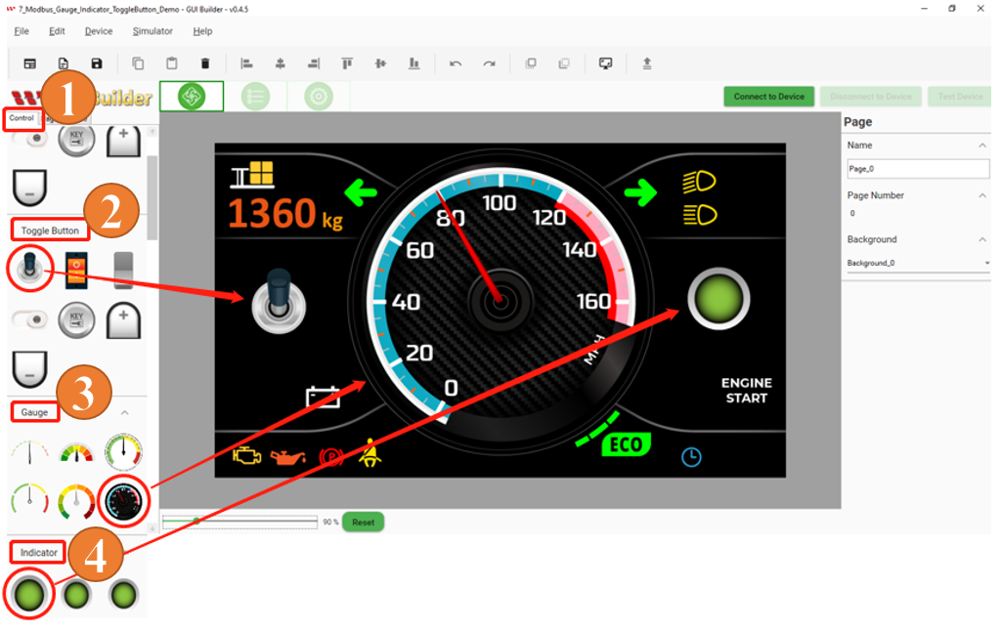 7_Modbus_Gauge_Indicator_ToggleButton_Demo - GUI Builder - v0.4.5
File Edit Device Simulator Help
Builder
Connect to Device Disconnect to Device Test Device
1
Control
KEY
2
Toggle Button
KEY
3
Gauge
4
Indicator
1360 kg
0
20
40
60
80
100
120
140
160
MPH
ENGINE
START
ECO
90 % Reset
Page
Name
Page_0
Page Number
0
Background
Background_0